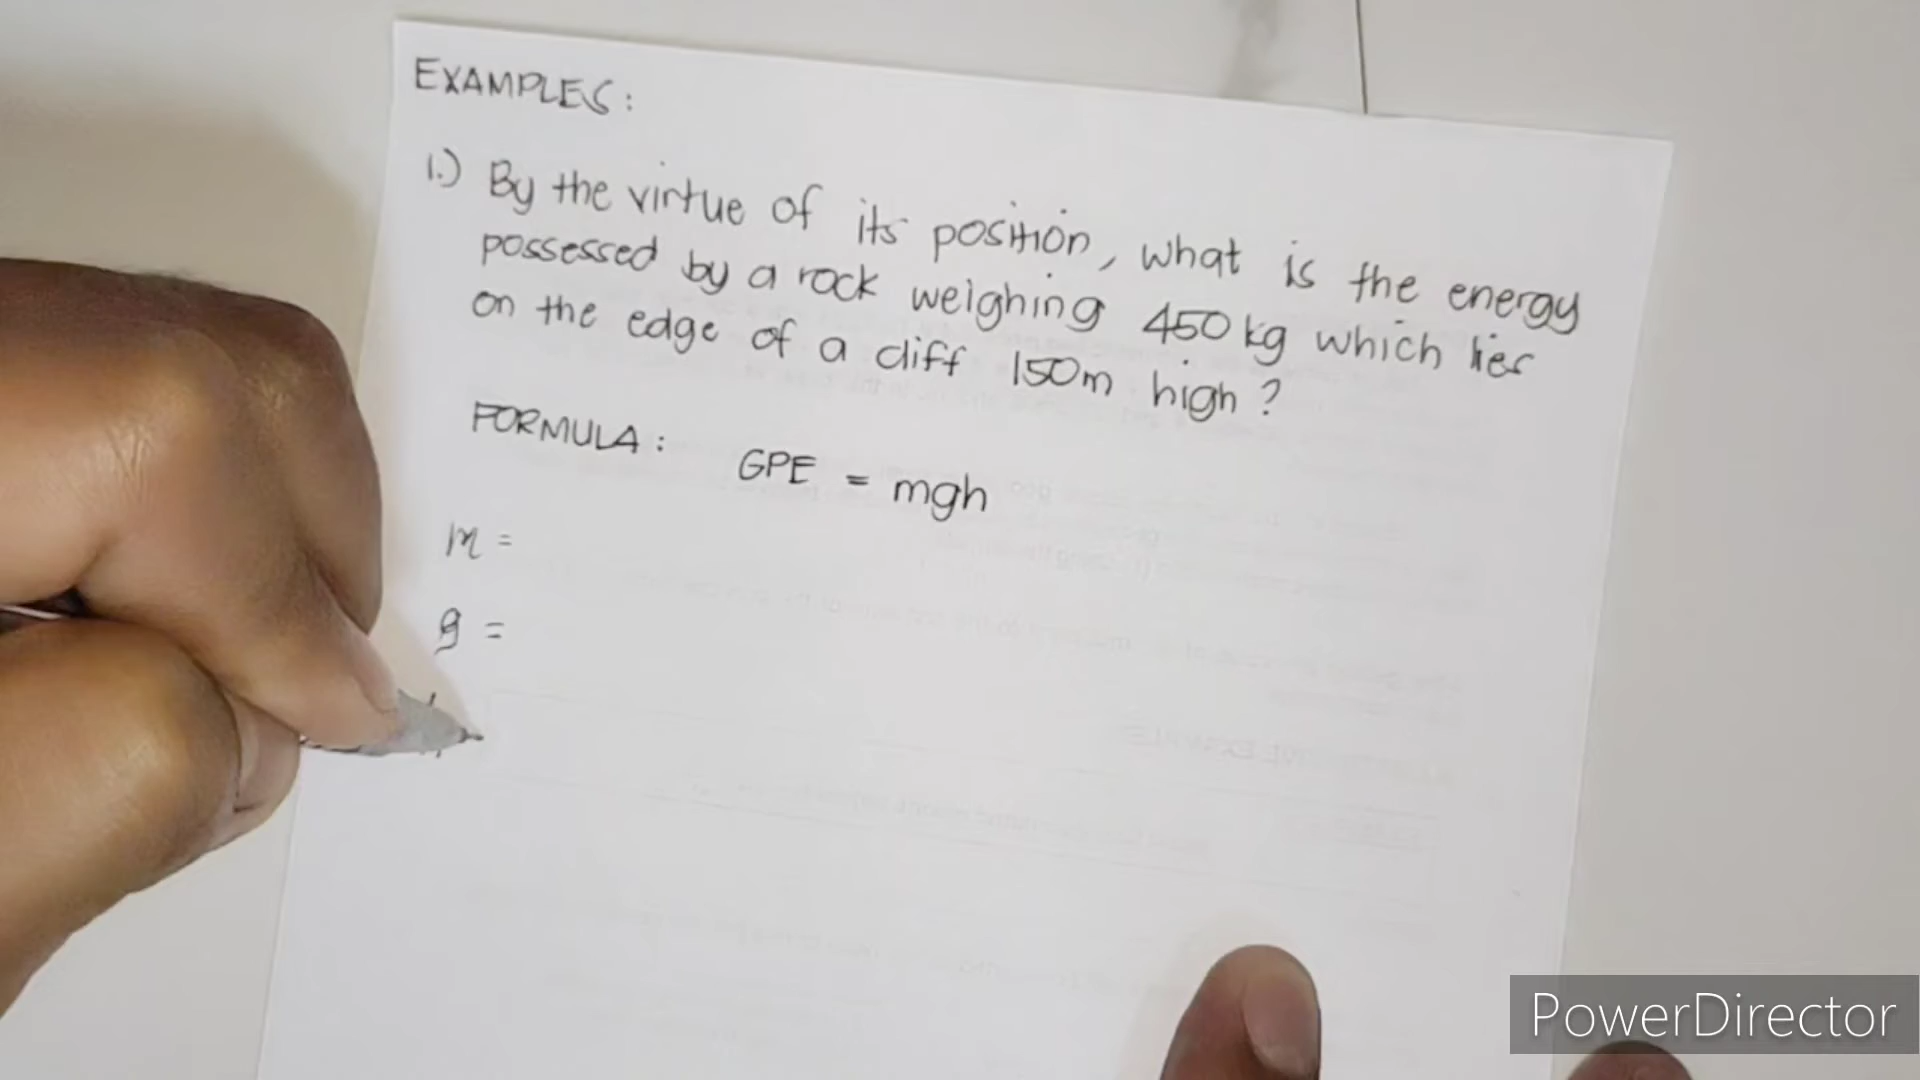 EXAMPLES:
1.) By the virtue of its position, what is the energy
possessed by a rock weighing 450 kg which lies
on the edge of a cliff 150m high?
FORMULA: GPE = mgh
m =
g =
PowerDirector